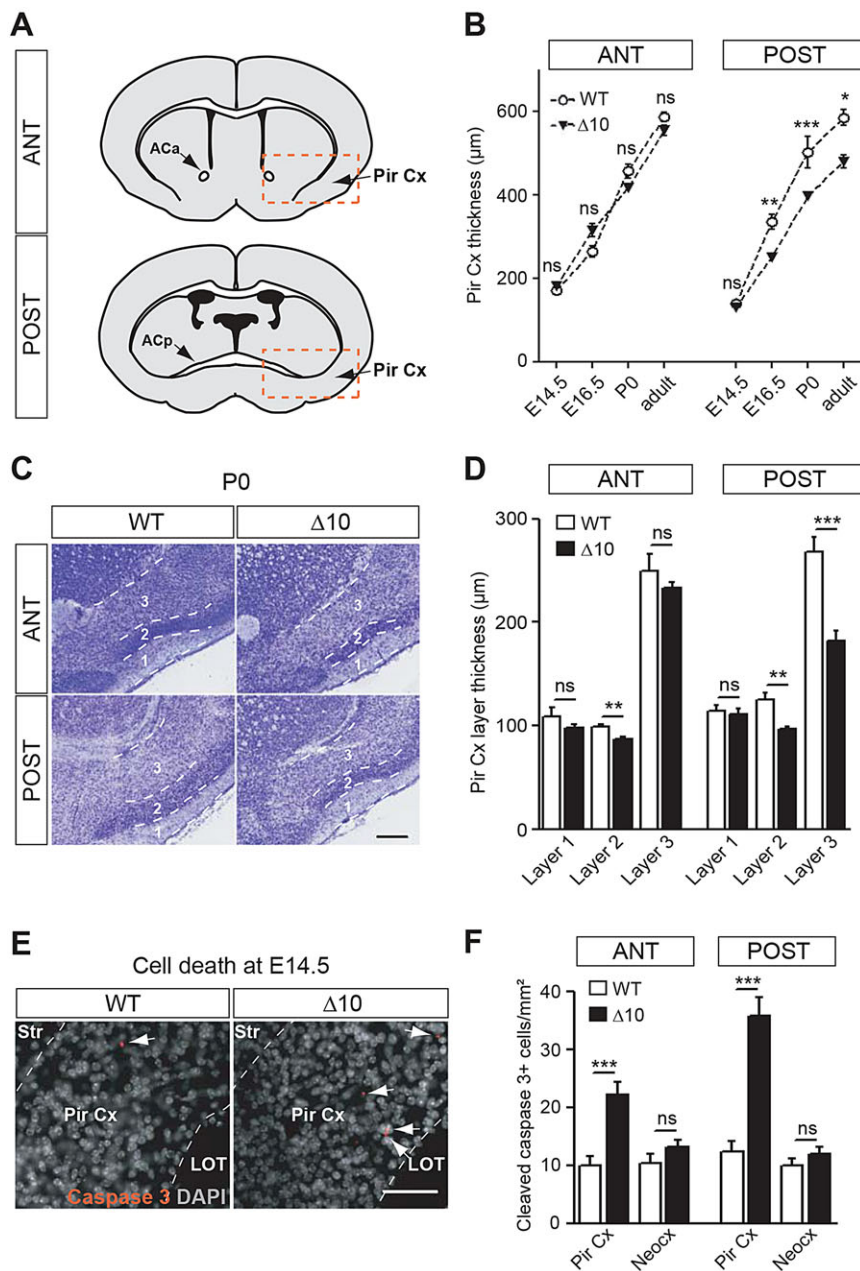 A
ANT
ACa
Pir Cx
POST
ACp
Pir Cx
B
ANT
POST
Pir Cx thickness (µm)
600
400
200
0
WT
Δ10
ns
ns
ns
ns
ns
**
***
*
E14.5
E16.5
P0
adult
E14.5
E16.5
P0
adult
C
P0
WT
Δ10
ANT
3
2
1
3
2
1
POST
3
2
1
3
2
1
D
ANT
POST
Pir Cx layer thickness (µm)
300
200
100
0
WT
Δ10
ns
**
ns
ns
**
***
Layer 1
Layer 2
Layer 3
Layer 1
Layer 2
Layer 3
E
Cell death at E14.5
WT
Δ10
Str
Pir Cx
LOT
Caspase 3 DAPI
Str
Pir Cx
LOT
F
ANT
POST
Cleaved caspase 3+ cells/mm²
40
30
20
10
0
WT
Δ10
***
ns
***
ns
Pir Cx
Neocx
Pir Cx
Neocx